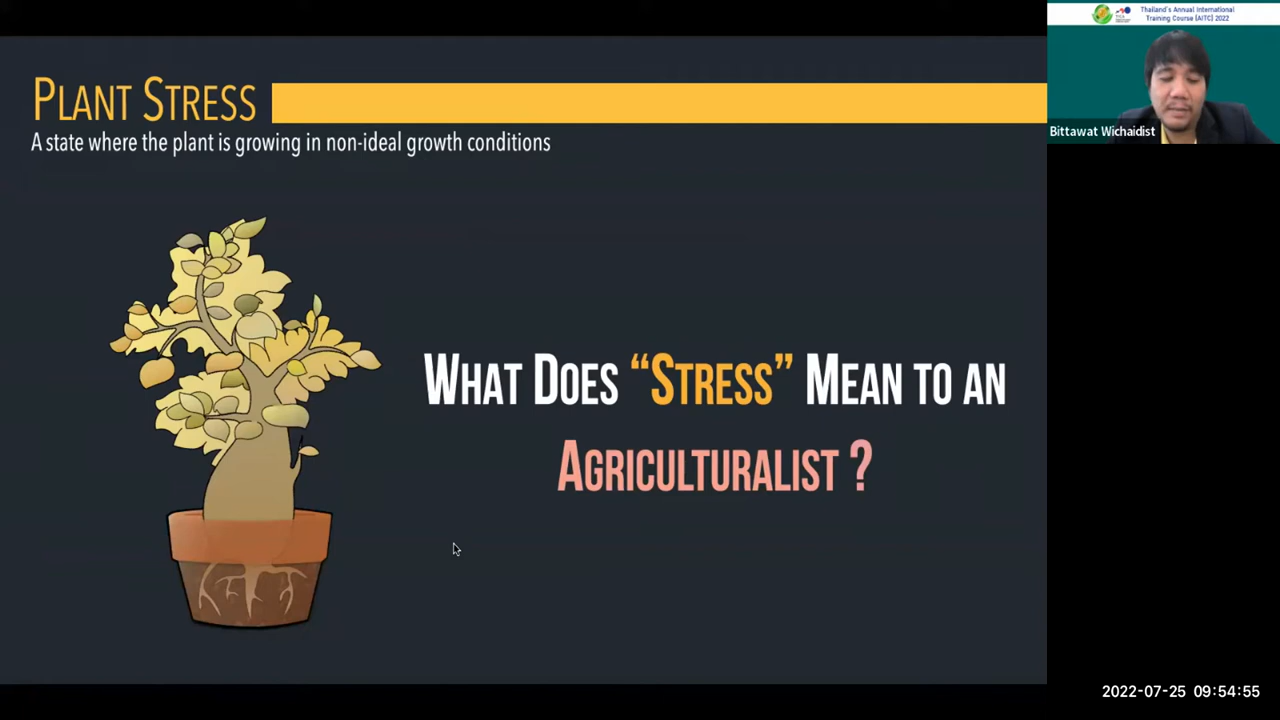 Thailand's Annual International
Training Course (AITC) 2022
Bittawat Wichaidist
PLANT STRESS
A state where the plant is growing in non-ideal growth conditions
WHAT DOES “STRESS” MEAN TO AN
AGRICULTURALIST ?
2022-07-25 09:54:55